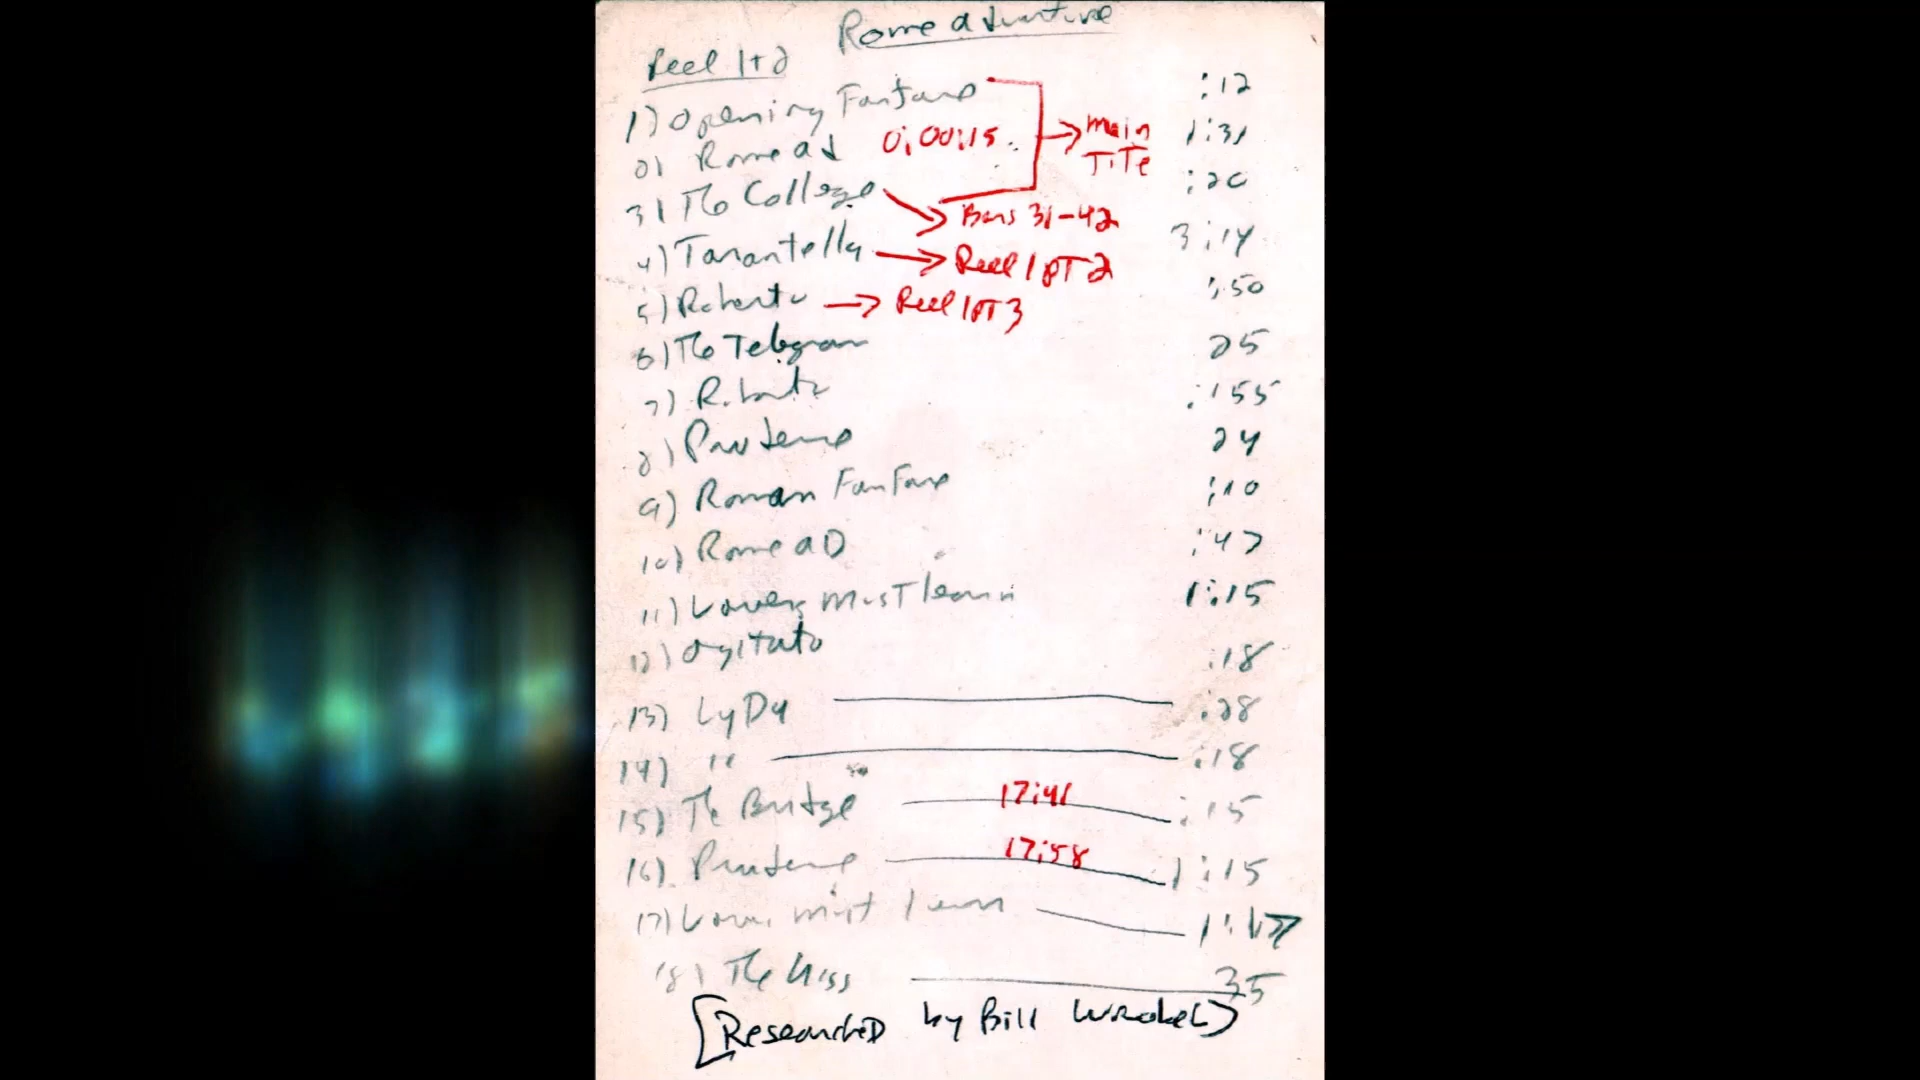 Rome adventure
Reel 1+2
1) Opening Fanfare :12
2) Rome ad 0:00:15 → Main Title 1:31
3) The College → Bars 31-42 :20
4) Tarantella → Reel 1 pT 2 3:14
5) Roberto → Reel 1 pT 3 :50
6) The Telegram 25
7) Roberto :55
8) Prudence 24
9) Roman FanFare :10
10) Rome aD :47
11) Lovers must learn 1:15
12) agitato :18
13) LyDa :28
14) " :18
15) The Bridge 17:41 :15
16) Prudence 17:58 1:15
17) Lovers must learn
18) The Kiss 35
[ResearcheD by Bill Wrobel]